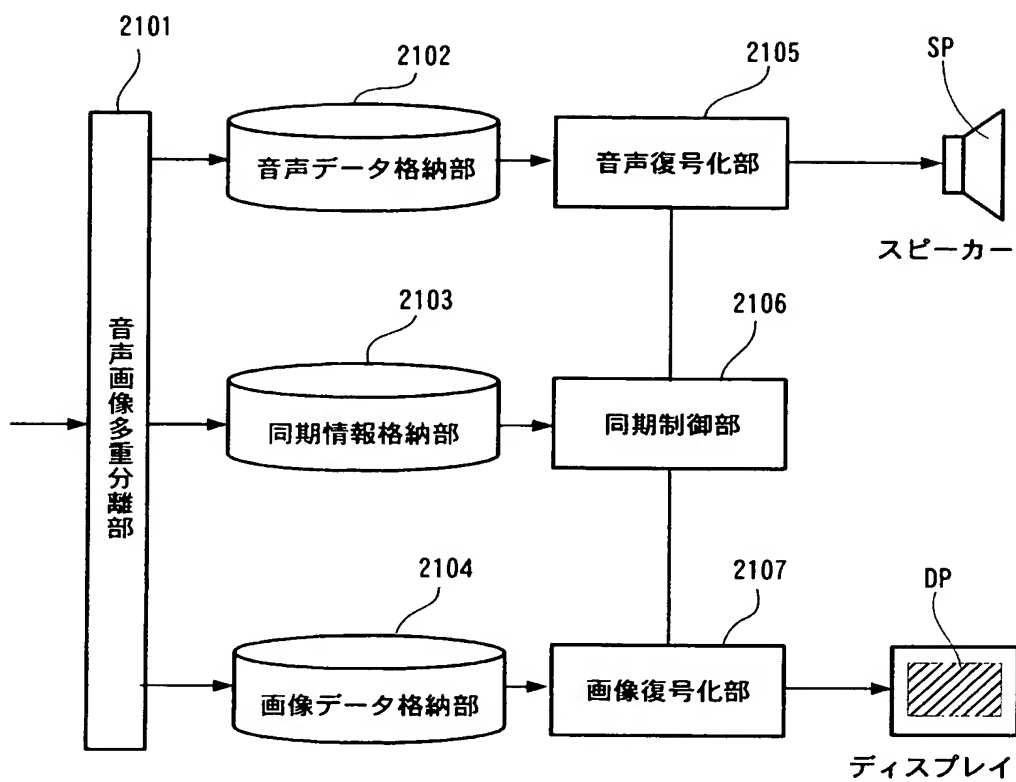 2101
2102
2105
SP
音声データ格納部
音声復号化部
スピーカー
2103
2106
音声画像多重分離部
同期情報格納部
同期制御部
2104
2107
DP
画像データ格納部
画像復号化部
ディスプレイ